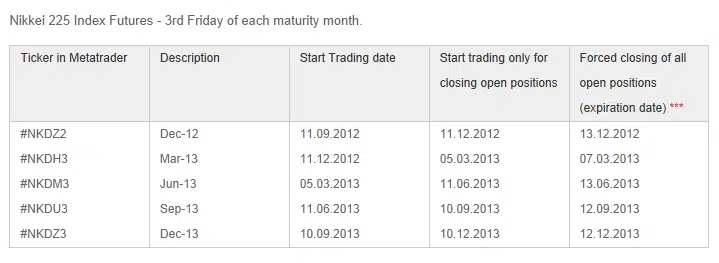 Nikkei 225 Index Futures - 3rd Friday of each maturity month.
Ticker in Metatrader Description Start Trading date Start trading only for closing open positions Forced closing of all open positions (expiration date) ***
#NKDZ2 Dec-12 11.09.2012 11.12.2012 13.12.2012
#NKDH3 Mar-13 11.12.2012 05.03.2013 07.03.2013
#NKDM3 Jun-13 05.03.2013 11.06.2013 13.06.2013
#NKDU3 Sep-13 11.06.2013 10.09.2013 12.09.2013
#NKDZ3 Dec-13 10.09.2013 10.12.2013 12.12.2013